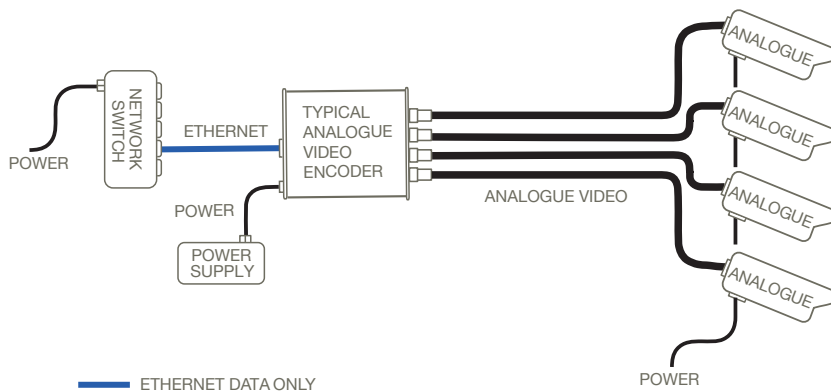 ANALOGUE
NETWORK
SWITCH
TYPICAL
ANALOGUE
VIDEO
ENCODER
ETHERNET
ANALOGUE
POWER
ANALOGUE VIDEO
ANALOGUE
POWER
POWER
SUPPLY
ANALOGUE
POWER
ETHERNET DATA ONLY